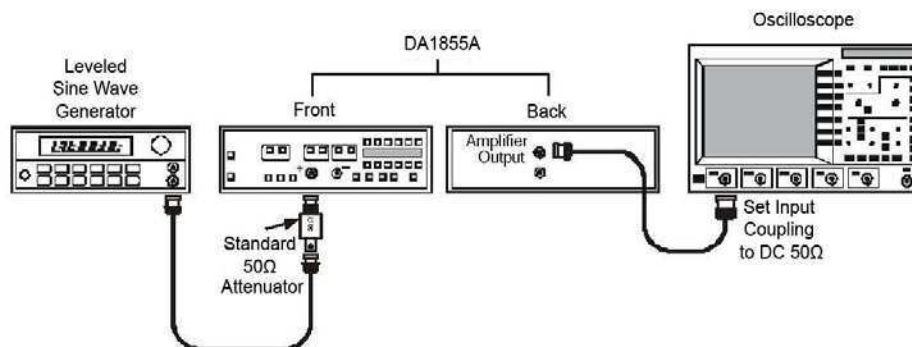 Oscilloscope
DA1855A
Leveled
Sine Wave
Generator
Front
Back
Amplifier
Output
+
−
Standard
50Ω
Attenuator
Set Input
Coupling
to DC 50Ω